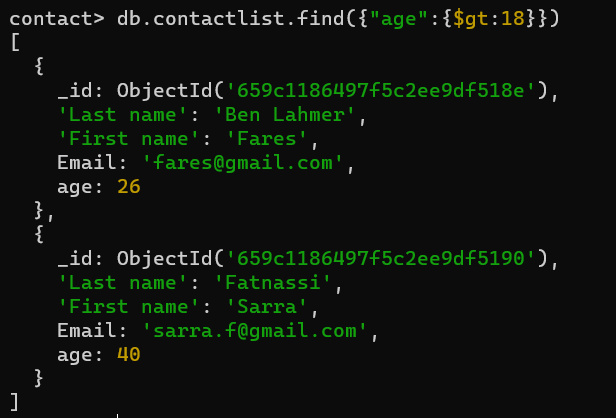 contact> db.contactlist.find({"age":{$gt:18}})
[
  {
    _id: ObjectId('659c1186497f5c2ee9df518e'),
    'Last name': 'Ben Lahmer',
    'First name': 'Fares',
    Email: 'fares@gmail.com',
    age: 26
  },
  {
    _id: ObjectId('659c1186497f5c2ee9df5190'),
    'Last name': 'Fatnassi',
    'First name': 'Sarra',
    Email: 'sarra.f@gmail.com',
    age: 40
  }
]